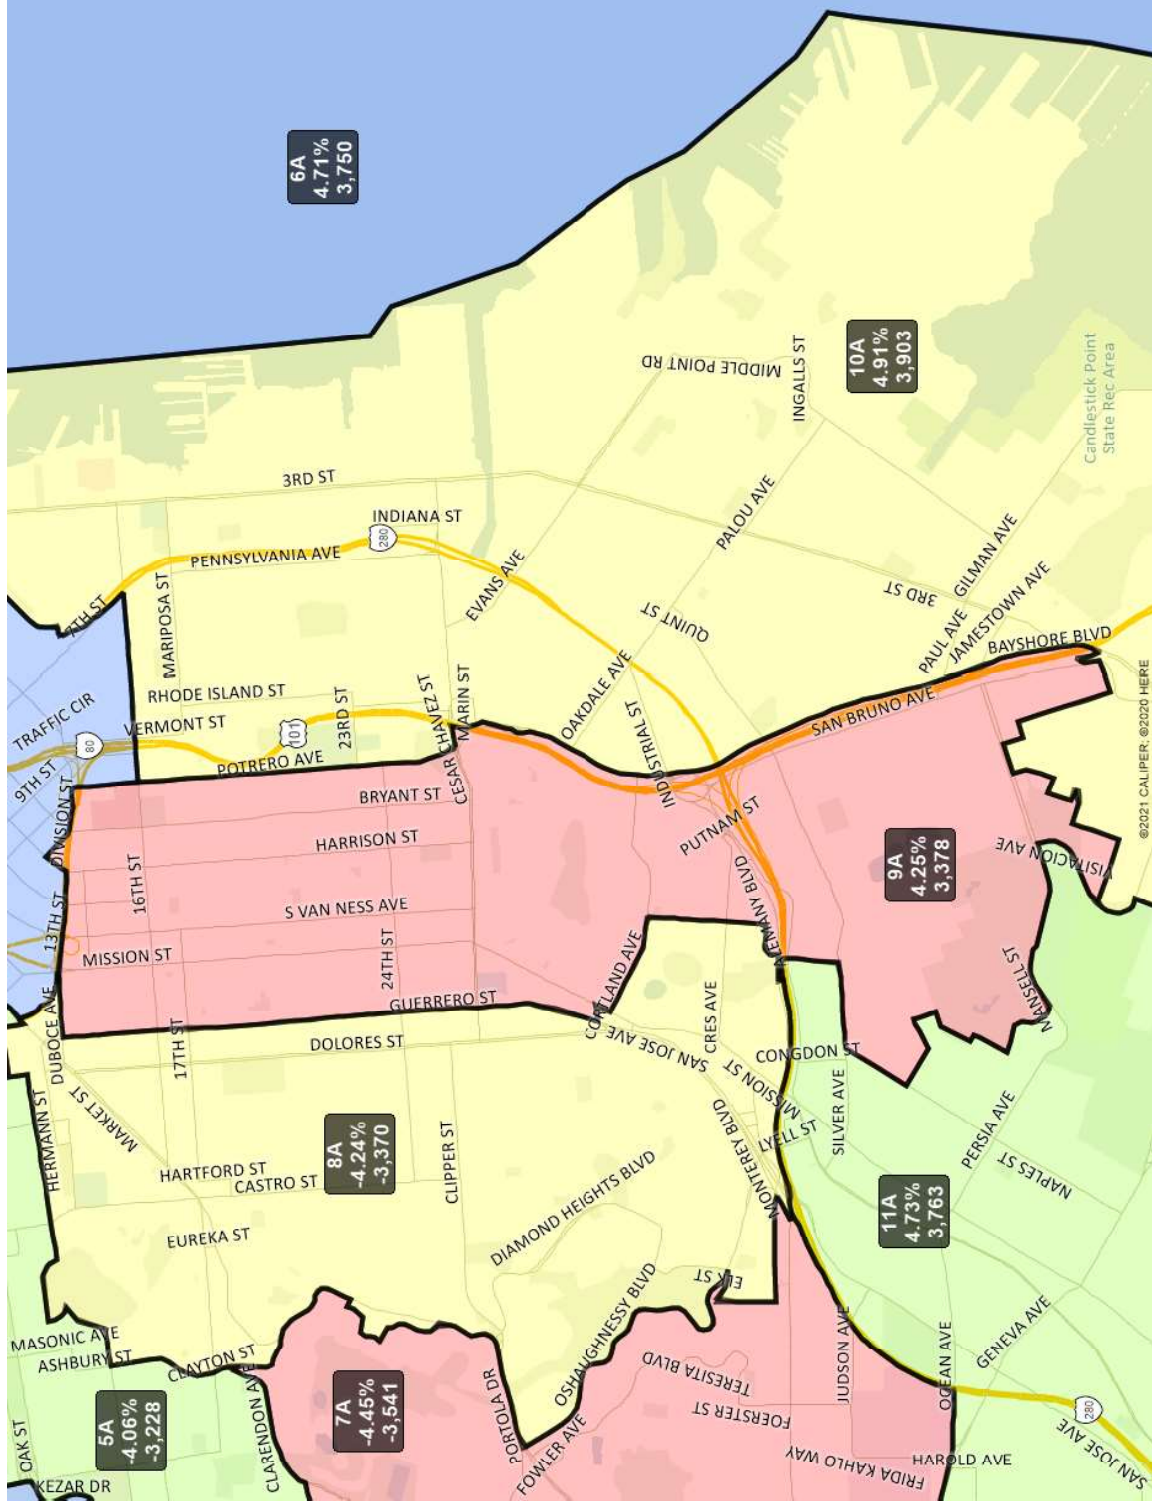 6A
4.71%
3,750
10A
4.91%
3,903
9A
4.25%
3,378
8A
-4.24%
-3,370
11A
4.73%
3,763
7A
-4.45%
-3,541
5A
-4.06%
-3,228
3RD ST
INDIANA ST
280
PENNSYLVANIA AVE
7TH ST
MARIPOSA ST
EVANS AVE
MIDDLE POINT RD
INGALLS ST
PALOU AVE
QUINT ST
3RD ST
GILMAN AVE
PAUL AVE
JAMESTOWN AVE
BAYSHORE BLVD
Candlestick Point
State Rec Area
TRAFFIC CIR
RHODE ISLAND ST
VERMONT ST
80
101
23RD ST
9TH ST
POTRERO AVE
CESAR CHAVEZ ST
MARIN ST
OAKDALE AVE
INDUSTRIAL ST
SAN BRUNO AVE
DIVISION ST
BRYANT ST
HARRISON ST
16TH ST
S VAN NESS AVE
13TH ST
MISSION ST
24TH ST
GUERRERO ST
PUTNAM ST
ALEMANY BLVD
CORTLAND AVE
VISITACION AVE
MANSELL ST
DUBOCE AVE
17TH ST
DOLORES ST
SAN JOSE AVE
CRES AVE
MISSION ST
CONGDON ST
SILVER AVE
LYELL ST
MONTEREY BLVD
HERMANN ST
MARKET ST
HARTFORD ST
CASTRO ST
CLIPPER ST
EUREKA ST
DIAMOND HEIGHTS BLVD
PERSIA AVE
NAPLES ST
ELK ST
OSHAUGHNESSY BLVD
MASONIC AVE
ASHBURY ST
CLAYTON ST
CLARENDON AVE
OAK ST
KEZAR DR
PORTOLA DR
FOWLER AVE
TERESITA BLVD
FOERSTER ST
JUDSON AVE
OCEAN AVE
GENEVA AVE
FRIDA KAHLO WAY
HAROLD AVE
280
SAN JOSE AVE
©2021 CALIPER; ©2020 HERE